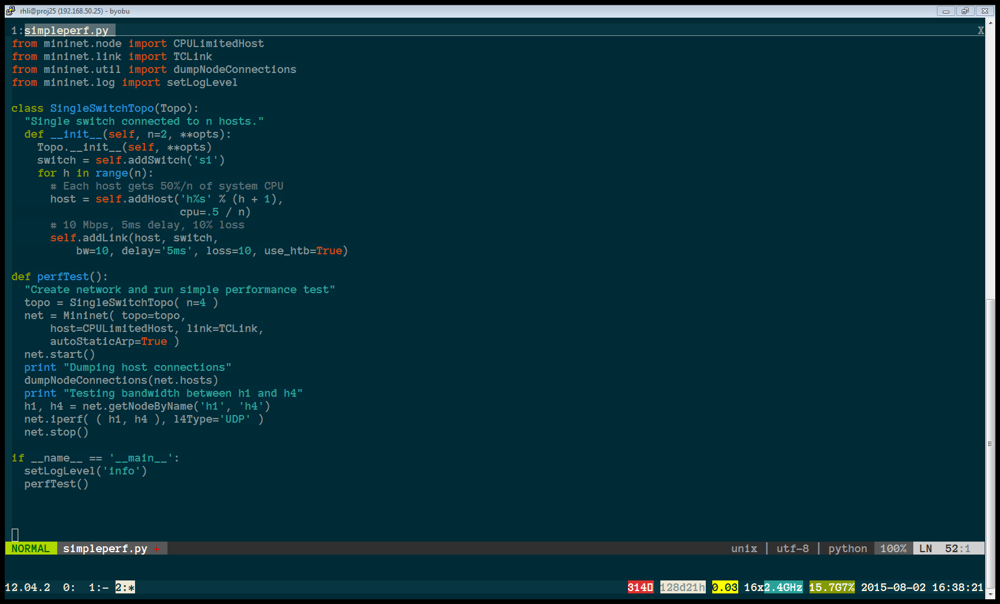 rhli@proj25 (192.168.50.25) - byobu
1:simpleperf.py X
from mininet.node import CPULimitedHost
from mininet.link import TCLink
from mininet.util import dumpNodeConnections
from mininet.log import setLogLevel
class SingleSwitchTopo(Topo):
"Single switch connected to n hosts."
def __init__(self, n=2, **opts):
Topo.__init__(self, **opts)
switch = self.addSwitch('s1')
for h in range(n):
# Each host gets 50%/n of system CPU
host = self.addHost('h%s' % (h + 1),
cpu=.5 / n)
# 10 Mbps, 5ms delay, 10% loss
self.addLink(host, switch,
bw=10, delay='5ms', loss=10, use_htb=True)
def perfTest():
"Create network and run simple performance test"
topo = SingleSwitchTopo( n=4 )
net = Mininet( topo=topo,
host=CPULimitedHost, link=TCLink,
autoStaticArp=True )
net.start()
print "Dumping host connections"
dumpNodeConnections(net.hosts)
print "Testing bandwidth between h1 and h4"
h1, h4 = net.getNodeByName('h1', 'h4')
net.iperf( ( h1, h4 ), l4Type='UDP' )
net.stop()
if __name__ == '__main__':
setLogLevel('info')
perfTest()
NORMAL simpleperf.py + unix | utf-8 | python 100% LN 52:1
12.04.2 0: 1:- 2:* 314▯ 128d21h 0.03 16x2.4GHz 15.7G7% 2015-08-02 16:38:21